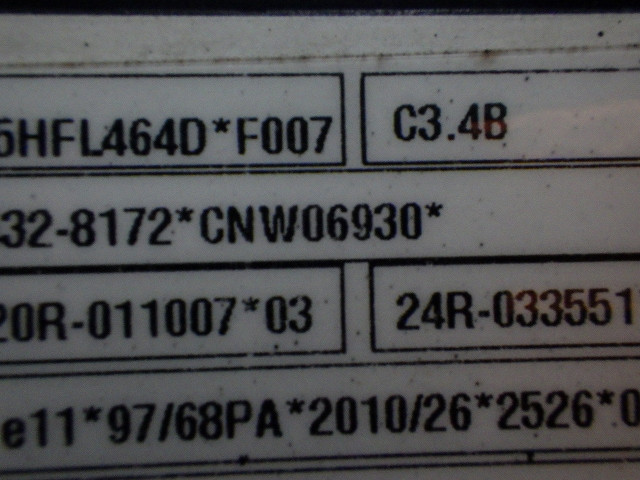 5HFL464D*F007 C3.4B
32-8172*CNW06930*
20R-011007*03 24R-033551
e11*97/68PA*2010/26*2526*0